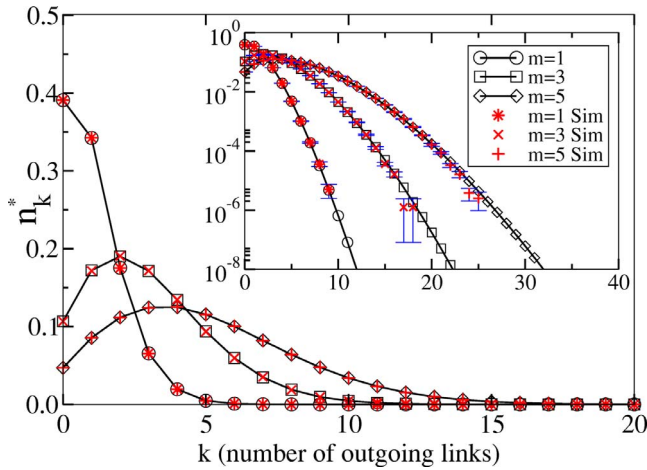 0.5
0.4
0.3
0.2
0.1
0.0
n*k
0 5 10 15 20
k (number of outgoing links)
10^0
10^-2
10^-4
10^-6
10^-8
0 10 20 30 40
m=1
m=3
m=5
m=1 Sim
m=3 Sim
m=5 Sim